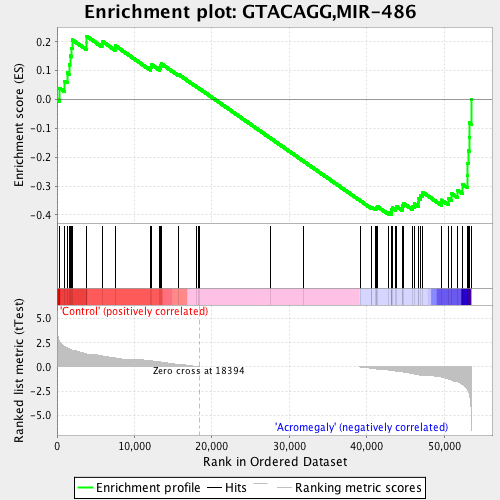 Enrichment plot: GTACAGG,MIR-486
Enrichment score (ES)
0.2
0.1
0.0
-0.1
-0.2
-0.3
-0.4
'Control' (positively correlated)
Ranked list metric (tTest)
5.0
2.5
0.0
-2.5
-5.0
Zero cross at 18394
'Acromegaly' (negatively correlated)
0 10,000 20,000 30,000 40,000 50,000
Rank in Ordered Dataset
Enrichment profile Hits Ranking metric scores